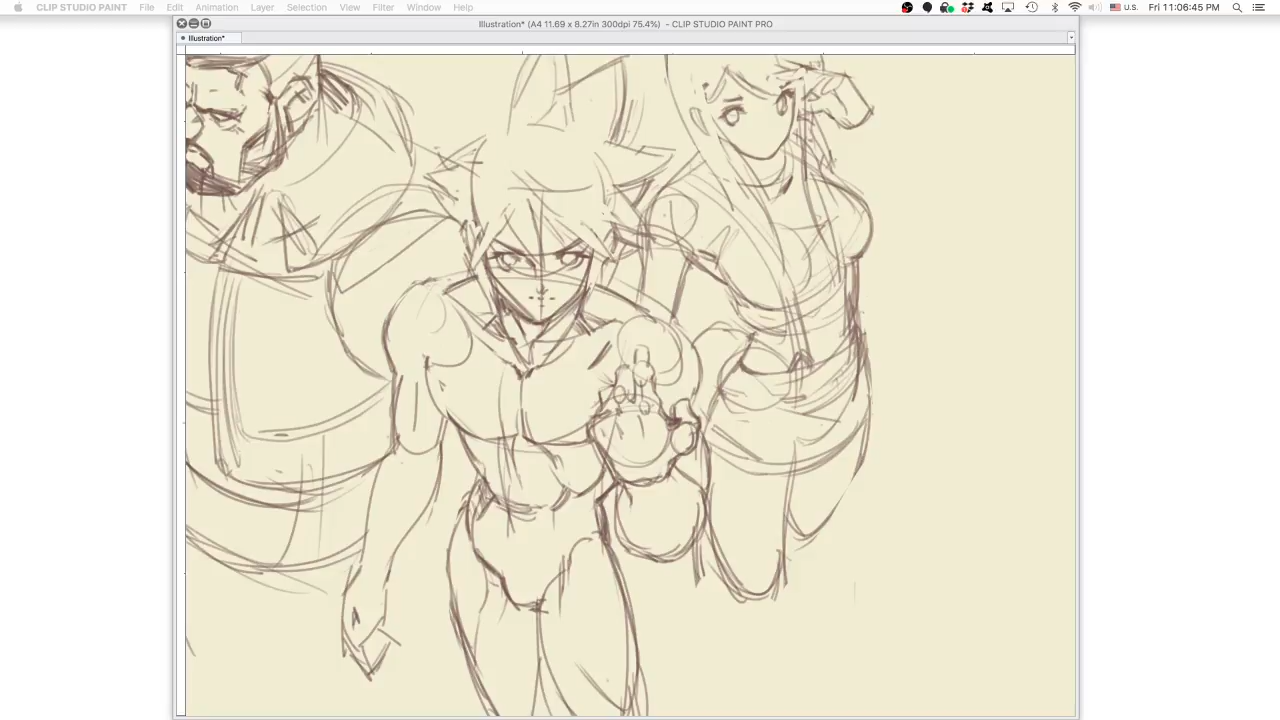 CLIP STUDIO PAINT File Edit Animation Layer Selection View Filter Window Help U.S. Fri 11:06:45 PM
Illustration* (A4 11.69 x 8.27in 300dpi 75.4%) - CLIP STUDIO PAINT PRO
Illustration*